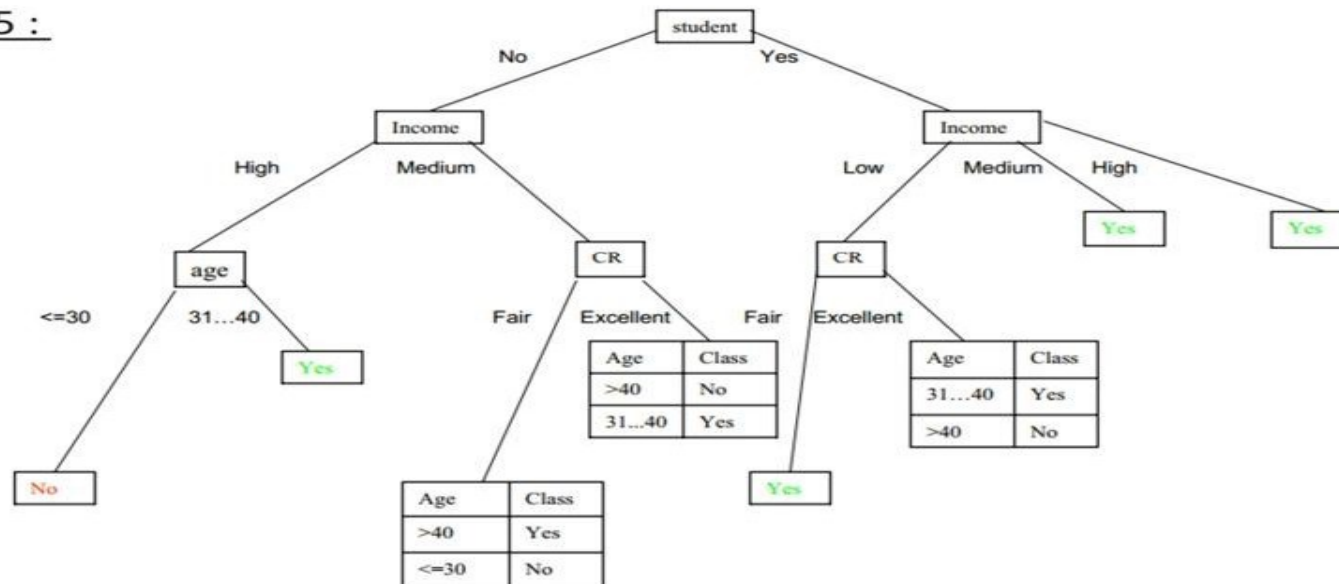 5 :
student
No
Yes
Income
Income
High
Medium
Low
Medium
High
Yes
Yes
age
CR
CR
<=30
31...40
Fair
Excellent
Fair
Excellent
Yes
Age Class
>40 No
31...40 Yes
Age Class
31...40 Yes
>40 No
No
Age Class
>40 Yes
<=30 No
Yes